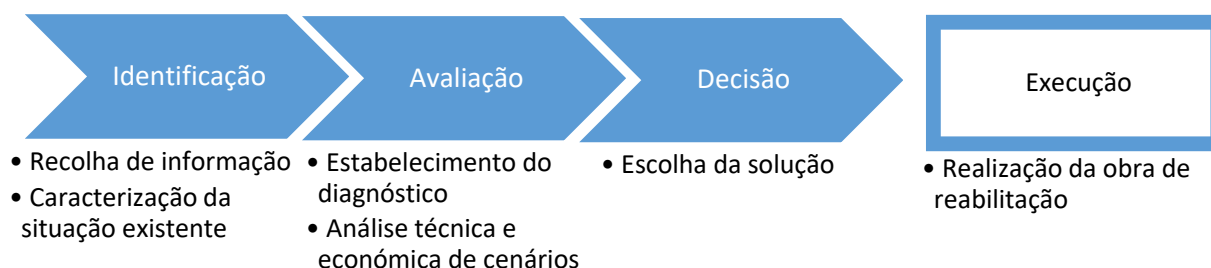 Identificação
Avaliação
Decisão
Execução
• Recolha de informação
• Caracterização da
situação existente
• Estabelecimento do
diagnóstico
• Análise técnica e
económica de cenários
• Escolha da solução
• Realização da obra de
reabilitação